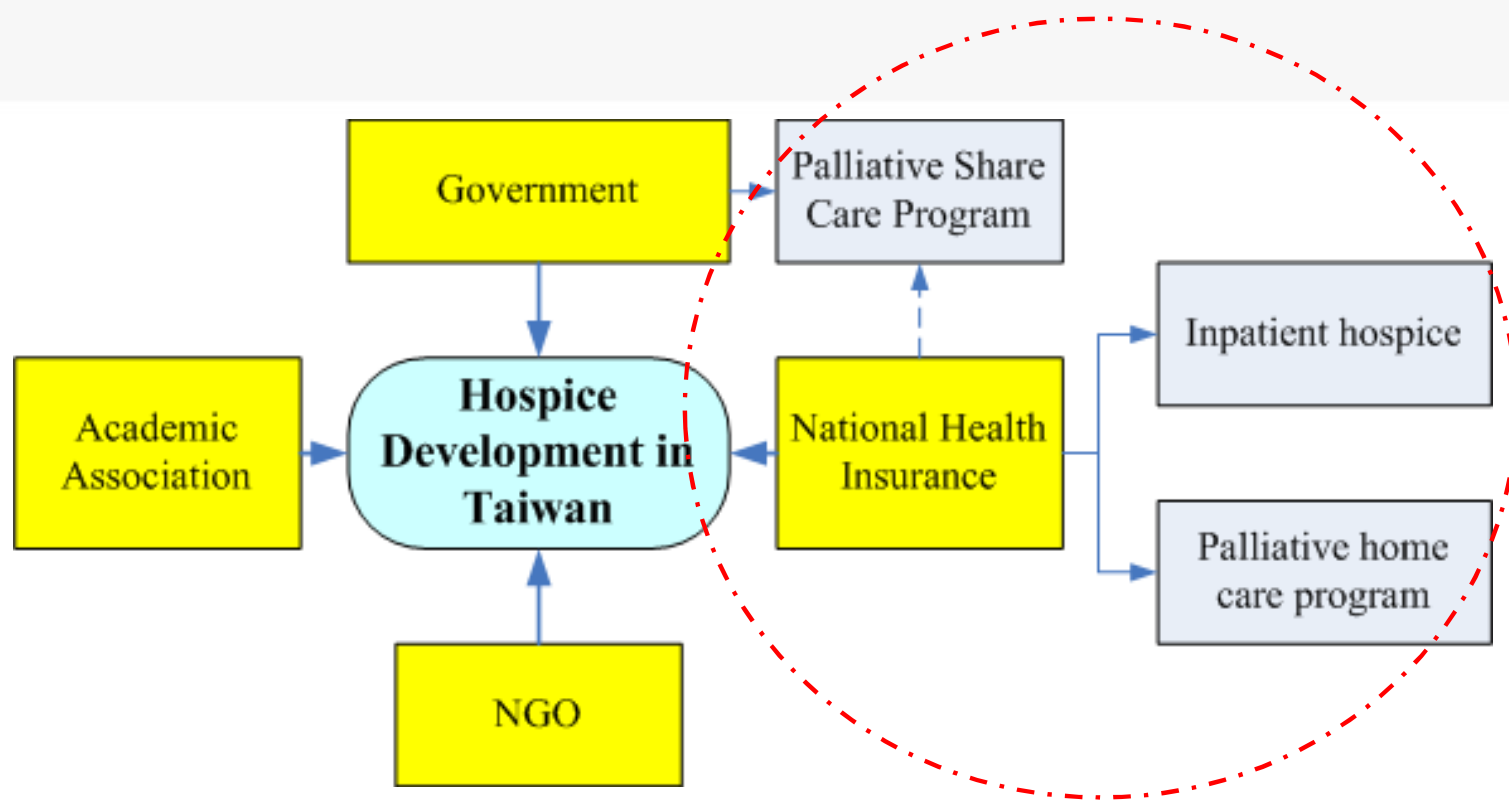 Government
Palliative Share
Care Program
Inpatient hospice
Academic
Association
Hospice
Development in
Taiwan
National Health
Insurance
Palliative home
care program
NGO